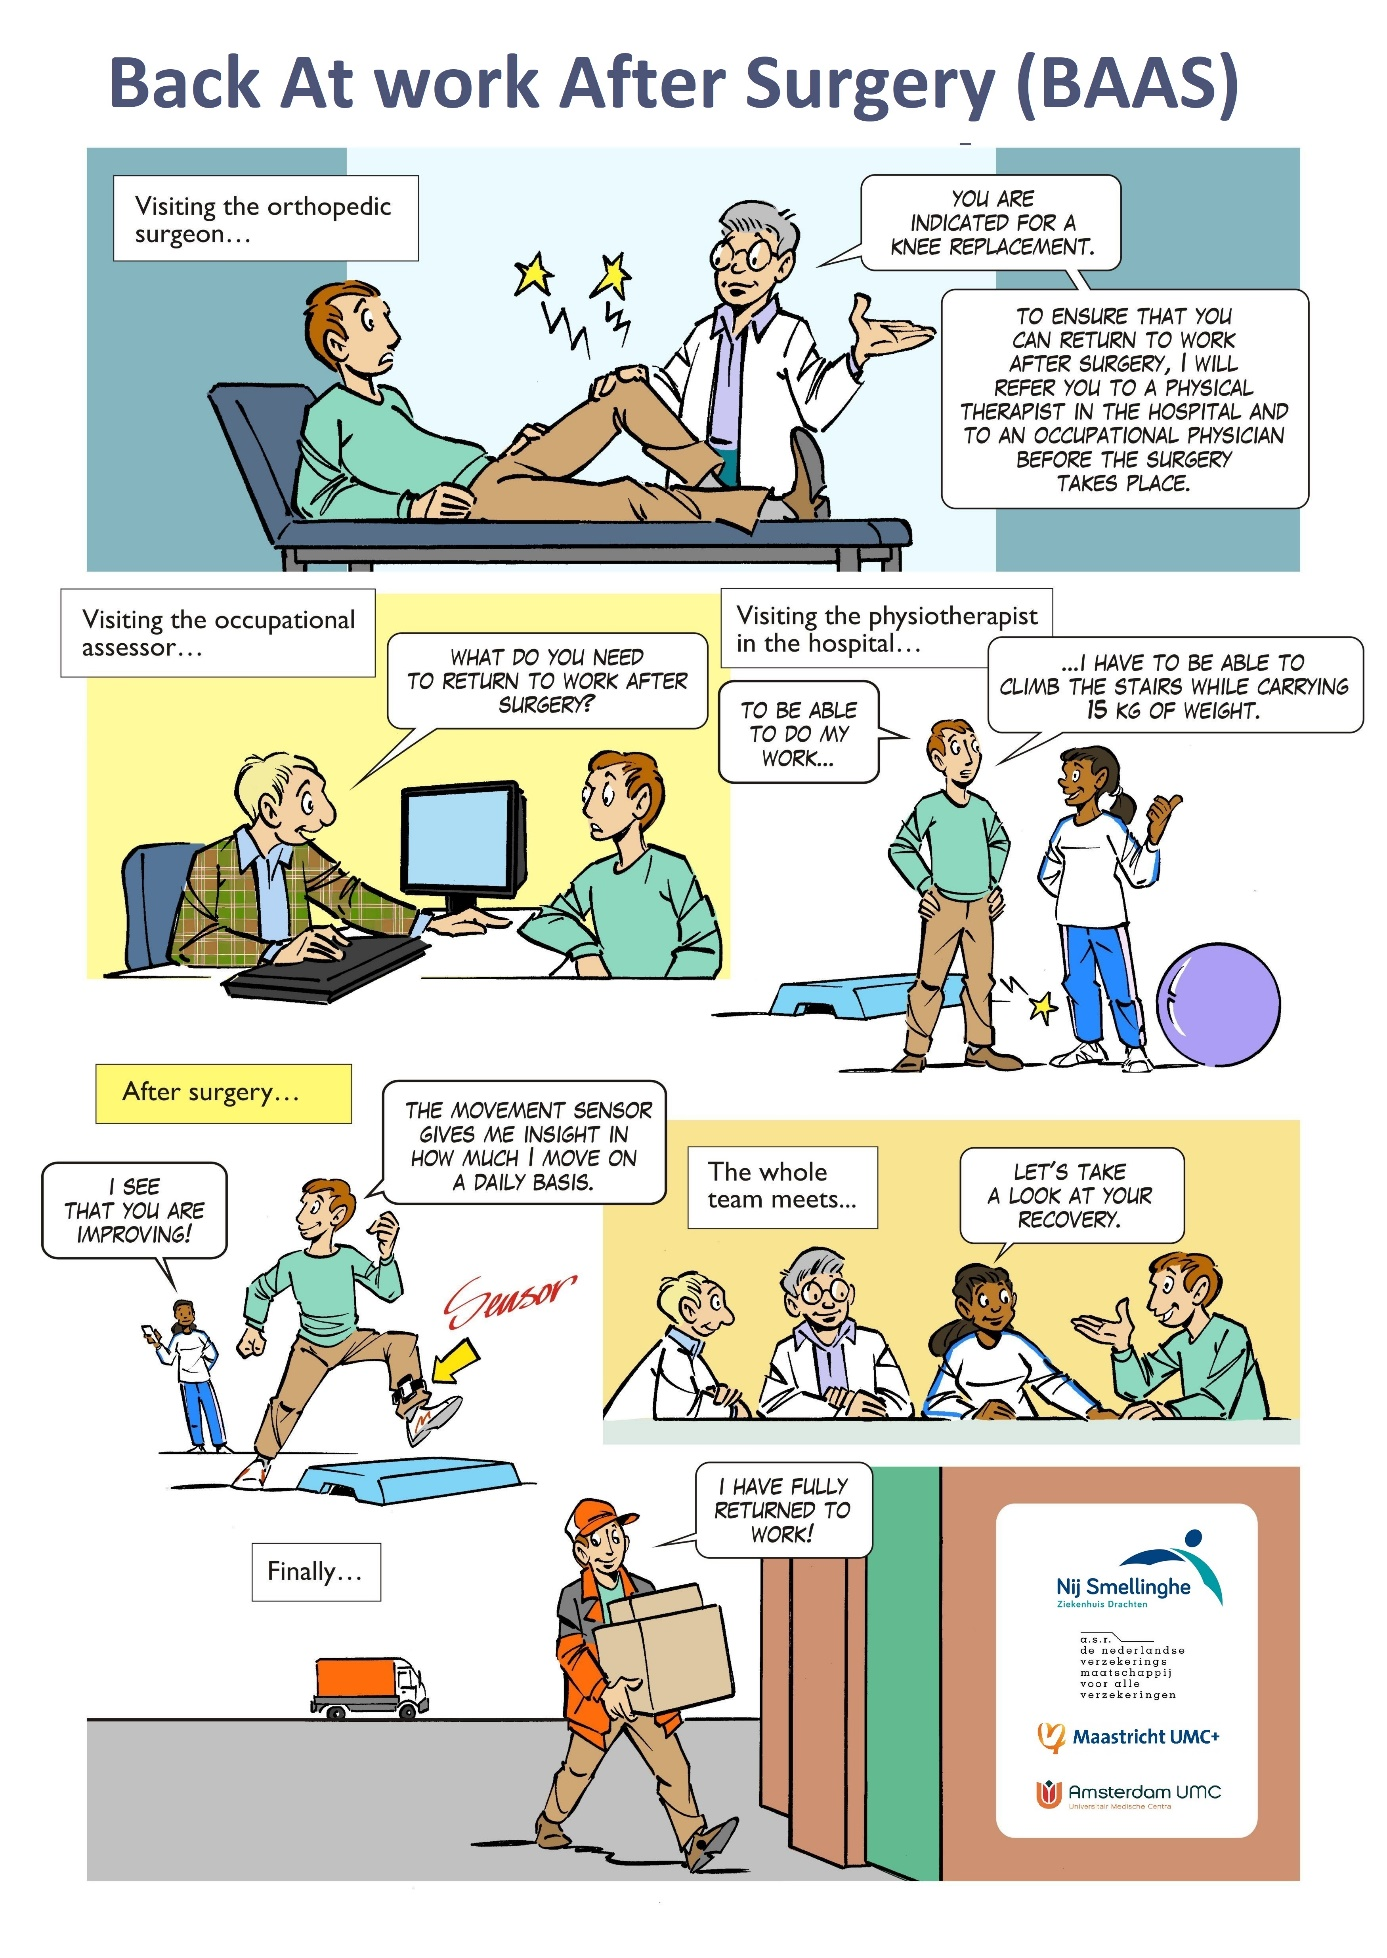 Back At work After Surgery (BAAS)
Visiting the orthopedic
surgeon…
YOU ARE
INDICATED FOR A
KNEE REPLACEMENT.
TO ENSURE THAT YOU
CAN RETURN TO WORK
AFTER SURGERY, I WILL
REFER YOU TO A PHYSICAL
THERAPIST IN THE HOSPITAL AND
TO AN OCCUPATIONAL PHYSICIAN
BEFORE THE SURGERY
TAKES PLACE.
Visiting the occupational
assessor…
WHAT DO YOU NEED
TO RETURN TO WORK AFTER
SURGERY?
Visiting the physiotherapist
in the hospital…
TO BE ABLE
TO DO MY
WORK...
...I HAVE TO BE ABLE TO
CLIMB THE STAIRS WHILE CARRYING
15 KG OF WEIGHT.
After surgery…
I SEE
THAT YOU ARE
IMPROVING!
THE MOVEMENT SENSOR
GIVES ME INSIGHT IN
HOW MUCH I MOVE ON
A DAILY BASIS.
Sensor
The whole
team meets...
LET'S TAKE
A LOOK AT YOUR
RECOVERY.
Finally…
I HAVE FULLY
RETURNED TO
WORK!
Nij Smellinghe
Ziekenhuis Drachten
a.s.r.
de nederlandse
verzekerings
maatschappij
voor alle
verzekeringen
Maastricht UMC+
Amsterdam UMC
Universitair Medische Centra